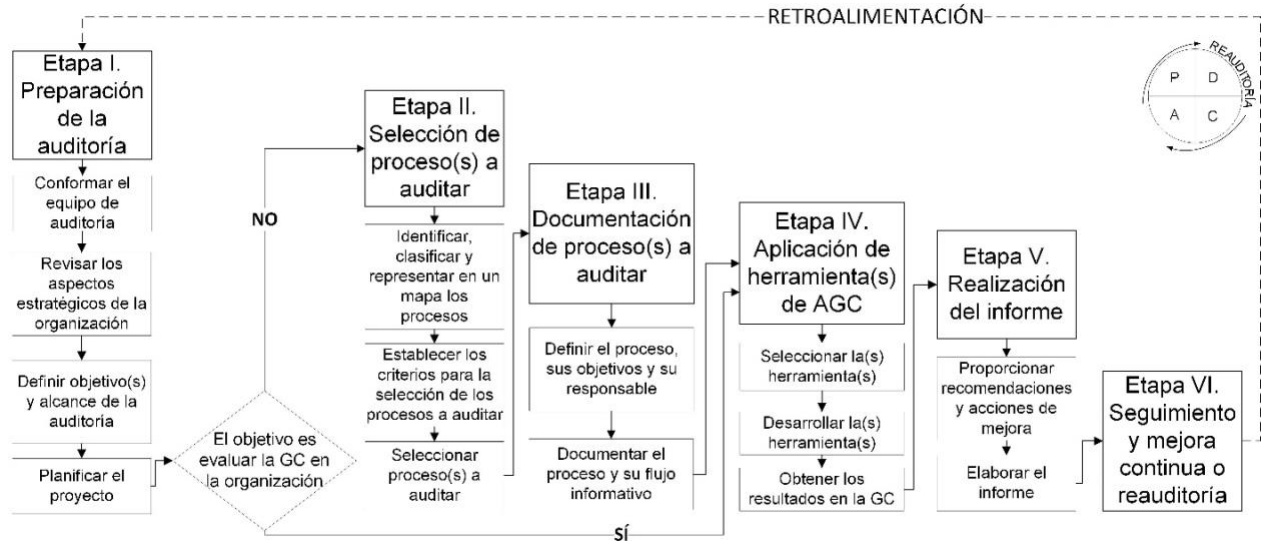 RETROALIMENTACIÓN
Etapa I.
Preparación
de la
auditoría
Conformar el
equipo de
auditoría
Revisar los
aspectos
estratégicos de la
organización
Definir objetivo(s)
y alcance de la
auditoría
Planificar el
proyecto
El objetivo es
evaluar la GC en
la organización
NO
SÍ
Etapa II.
Selección de
proceso(s) a
auditar
Identificar,
clasificar y
representar en un
mapa los
procesos
Establecer los
criterios para la
selección de los
procesos a auditar
Seleccionar
proceso(s) a
auditar
Etapa III.
Documentación
de proceso(s) a
auditar
Definir el proceso,
sus objetivos y su
responsable
Documentar el
proceso y su flujo
informativo
Etapa IV.
Aplicación de
herramienta(s)
de AGC
Seleccionar la(s)
herramienta(s)
Desarrollar la(s)
herramienta(s)
Obtener los
resultados en la GC
Etapa V.
Realización
del informe
Proporcionar
recomendaciones
y acciones de
mejora
Elaborar el
informe
Etapa VI.
Seguimiento
y mejora
continua o
reauditoría
REAUDITORÍA
P D
A C